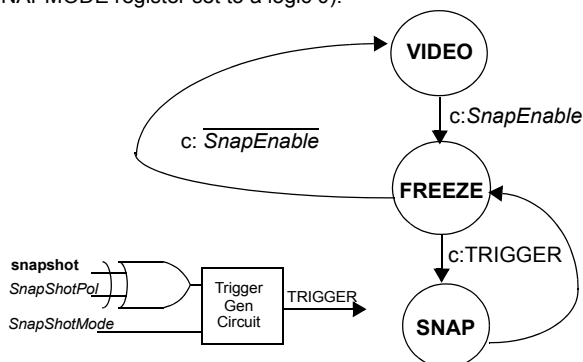 NAPMODE register set to a logic 0).
VIDEO
c:SnapEnable
c: SnapEnable
FREEZE
c:TRIGGER
snapshot
SnapShotPol
SnapShotMode
Trigger
Gen
Circuit
TRIGGER
SNAP